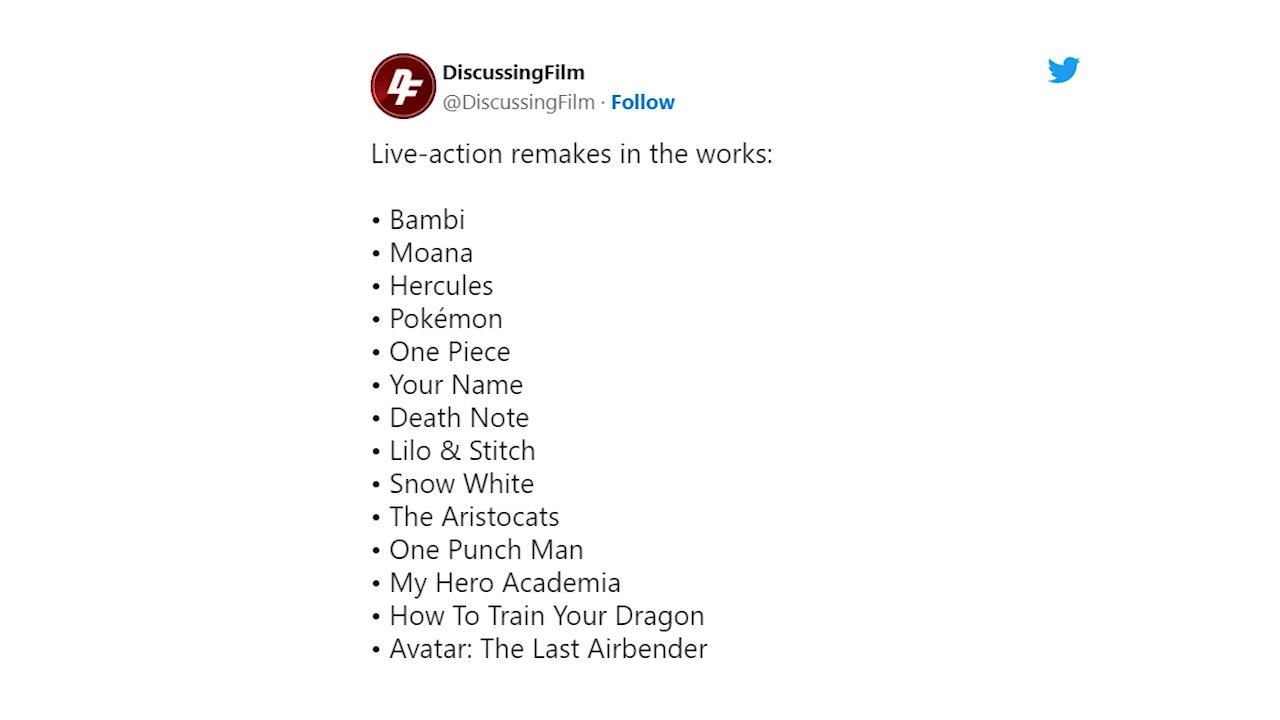 DiscussingFilm
@DiscussingFilm · Follow
Live-action remakes in the works:
• Bambi
• Moana
• Hercules
• Pokémon
• One Piece
• Your Name
• Death Note
• Lilo & Stitch
• Snow White
• The Aristocats
• One Punch Man
• My Hero Academia
• How To Train Your Dragon
• Avatar: The Last Airbender